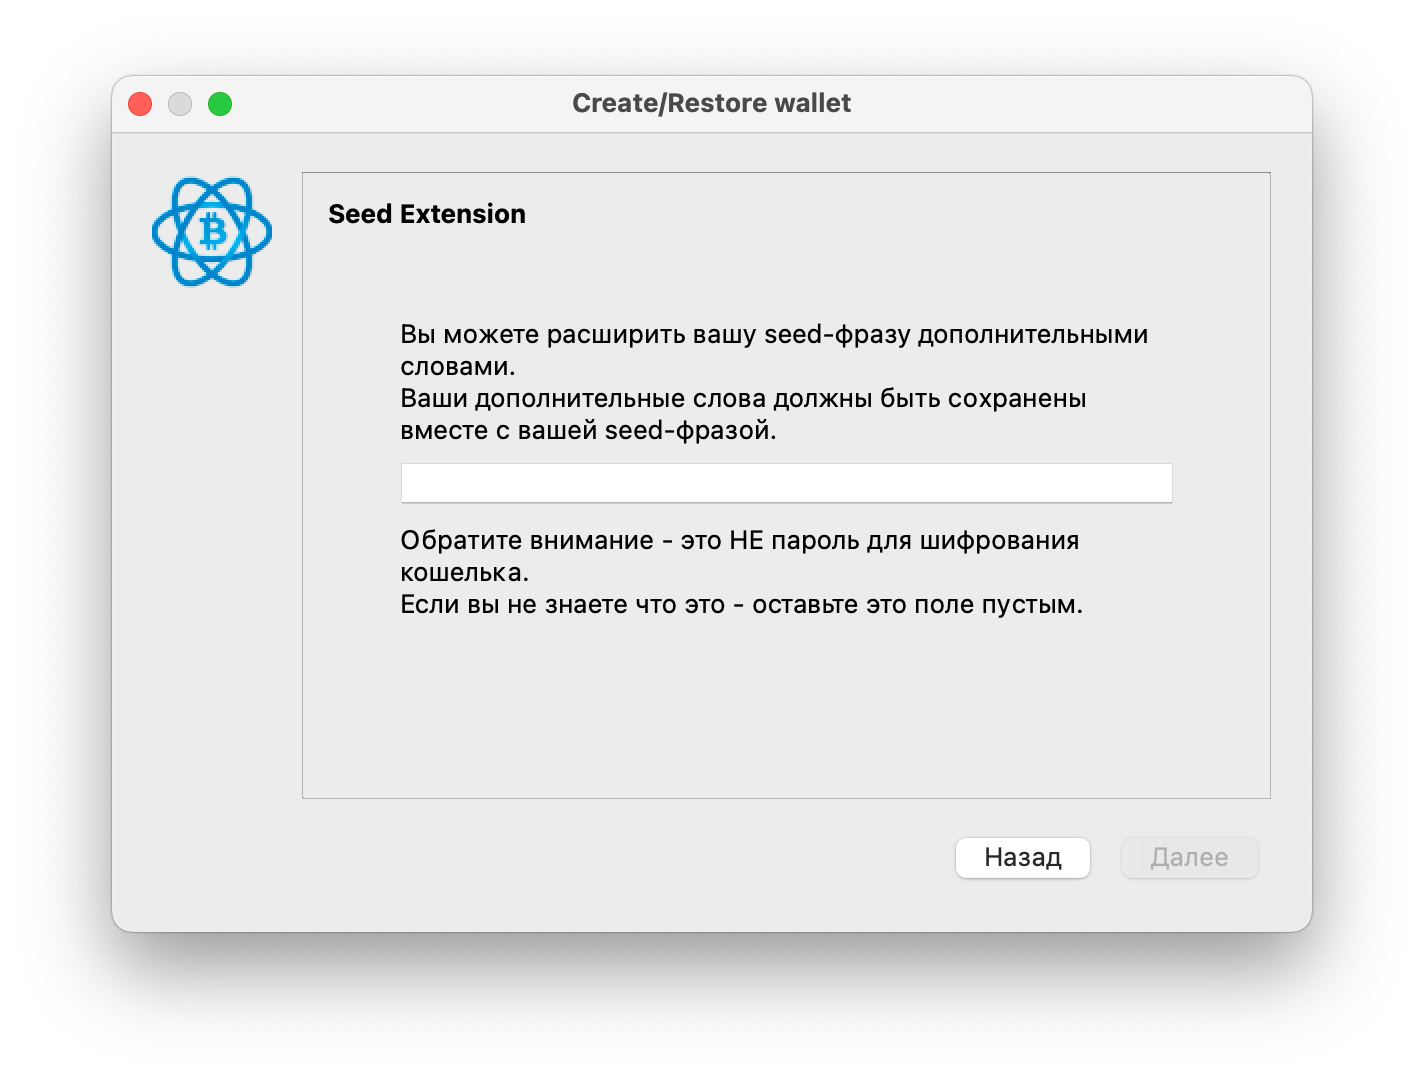 Create/Restore wallet
Seed Extension
Вы можете расширить вашу seed-фразу дополнительными
словами.
Ваши дополнительные слова должны быть сохранены
вместе с вашей seed-фразой.
Обратите внимание - это НЕ пароль для шифрования
кошелька.
Если вы не знаете что это - оставьте это поле пустым.
Назад
Далее